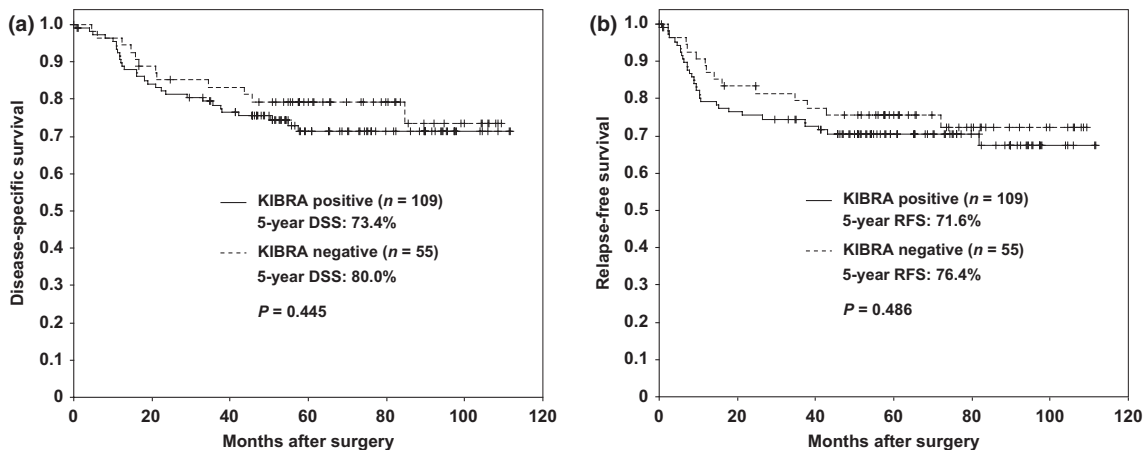 (a)
Disease-specific survival
1.0
0.9
0.8
0.7
0.6
0.5
0.4
0.3
0.2
0.1
0
KIBRA positive (n = 109)
5-year DSS: 73.4%
KIBRA negative (n = 55)
5-year DSS: 80.0%
P = 0.445
0 20 40 60 80 100 120
Months after surgery
(b)
Relapse-free survival
1.0
0.9
0.8
0.7
0.6
0.5
0.4
0.3
0.2
0.1
0
KIBRA positive (n = 109)
5-year RFS: 71.6%
KIBRA negative (n = 55)
5-year RFS: 76.4%
P = 0.486
0 20 40 60 80 100 120
Months after surgery